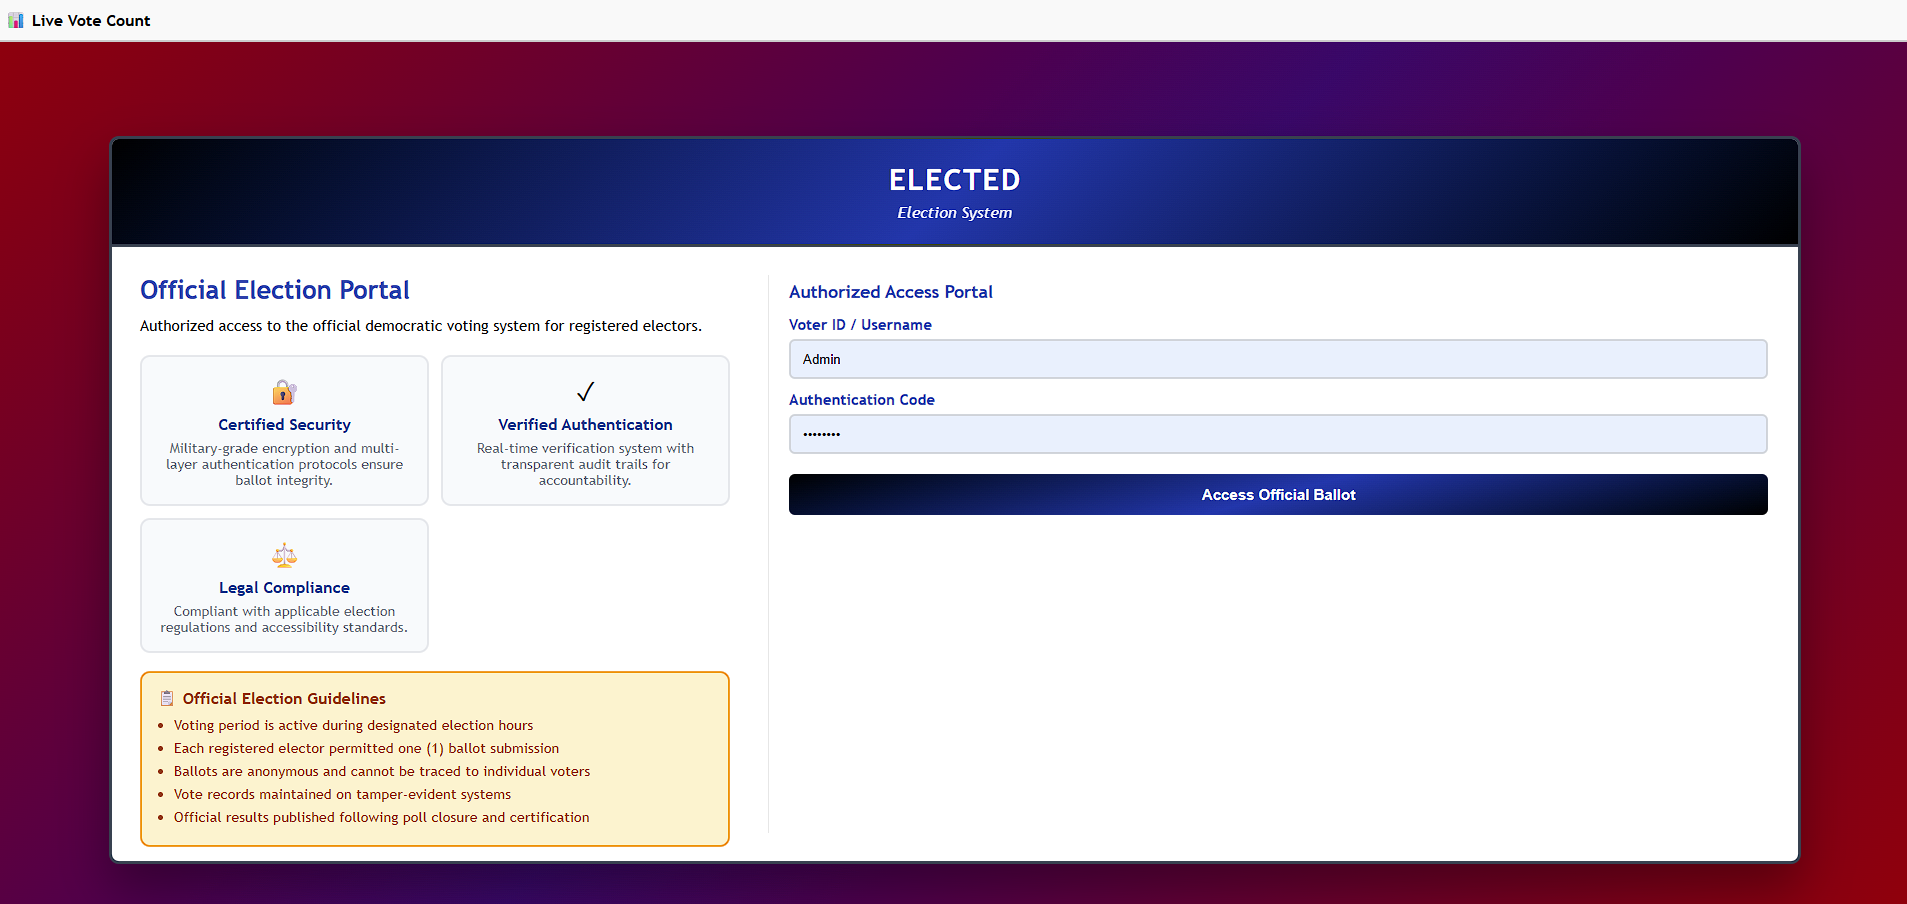 Live Vote Count
ELECTED
Election System
Official Election Portal
Authorized access to the official democratic voting system for registered electors.
Certified Security
Military-grade encryption and multi-
layer authentication protocols ensure
ballot integrity.
✓
Verified Authentication
Real-time verification system with
transparent audit trails for
accountability.
Legal Compliance
Compliant with applicable election
regulations and accessibility standards.
Official Election Guidelines
• Voting period is active during designated election hours
• Each registered elector permitted one (1) ballot submission
• Ballots are anonymous and cannot be traced to individual voters
• Vote records maintained on tamper-evident systems
• Official results published following poll closure and certification
Authorized Access Portal
Voter ID / Username
Admin
Authentication Code
••••••••
Access Official Ballot